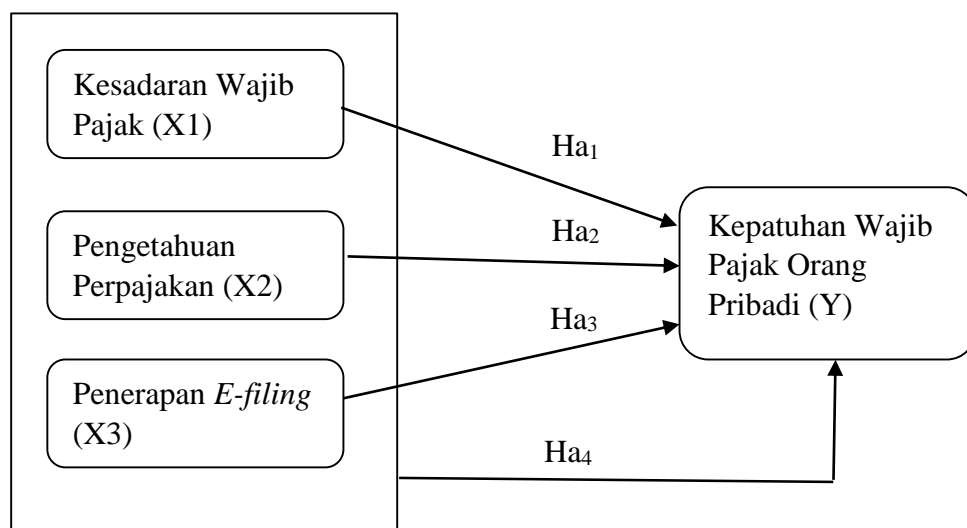 Kesadaran Wajib
Pajak (X1)
Ha₁
Pengetahuan
Perpajakan (X2)
Ha₂
Kepatuhan Wajib
Pajak Orang
Pribadi (Y)
Ha₃
Penerapan E-filing
(X3)
Ha₄